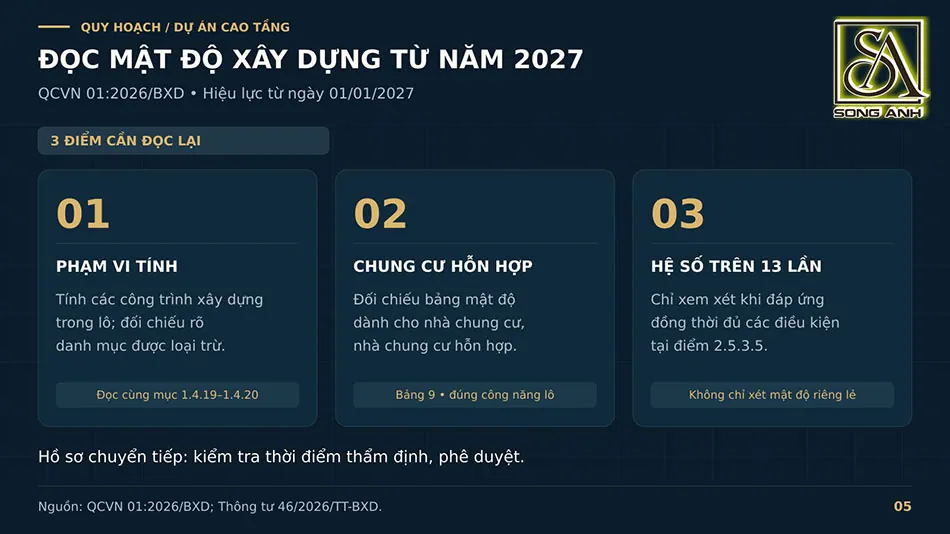 QUY HOẠCH / DỰ ÁN CAO TẦNG
ĐỌC MẬT ĐỘ XÂY DỰNG TỪ NĂM 2027
QCVN 01:2026/BXD • Hiệu lực từ ngày 01/01/2027
SA
SONG ANH
3 ĐIỂM CẦN ĐỌC LẠI
01
PHẠM VI TÍNH
Tính các công trình xây dựng
trong lô; đối chiếu rõ
danh mục được loại trừ.
Đọc cùng mục 1.4.19–1.4.20
02
CHUNG CƯ HỖN HỢP
Đối chiếu bảng mật độ
dành cho nhà chung cư,
nhà chung cư hỗn hợp.
Bảng 9 • đúng công năng lô
03
HỆ SỐ TRÊN 13 LẦN
Chỉ xem xét khi đáp ứng
đồng thời đủ các điều kiện
tại điểm 2.5.3.5.
Không chỉ xét mật độ riêng lẻ
Hồ sơ chuyển tiếp: kiểm tra thời điểm thẩm định, phê duyệt.
Nguồn: QCVN 01:2026/BXD; Thông tư 46/2026/TT-BXD.
05